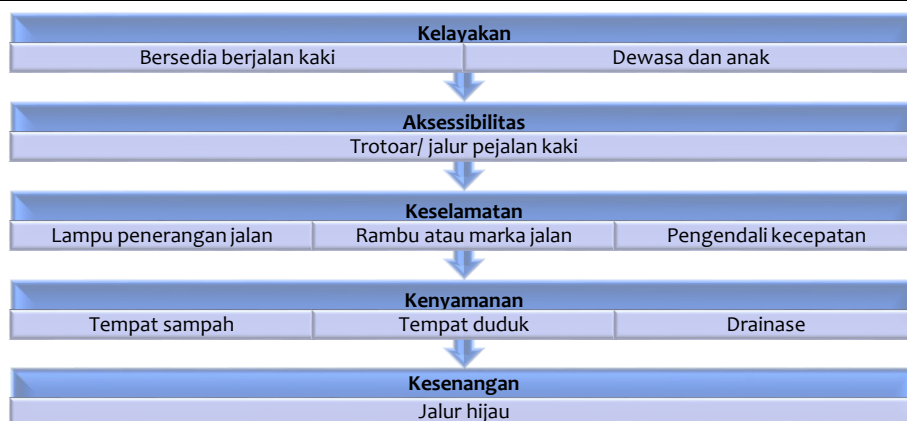 Kelayakan
Bersedia berjalan kaki Dewasa dan anak
Aksessibilitas
Trotoar/ jalur pejalan kaki
Keselamatan
Lampu penerangan jalan Rambu atau marka jalan Pengendali kecepatan
Kenyamanan
Tempat sampah Tempat duduk Drainase
Kesenangan
Jalur hijau